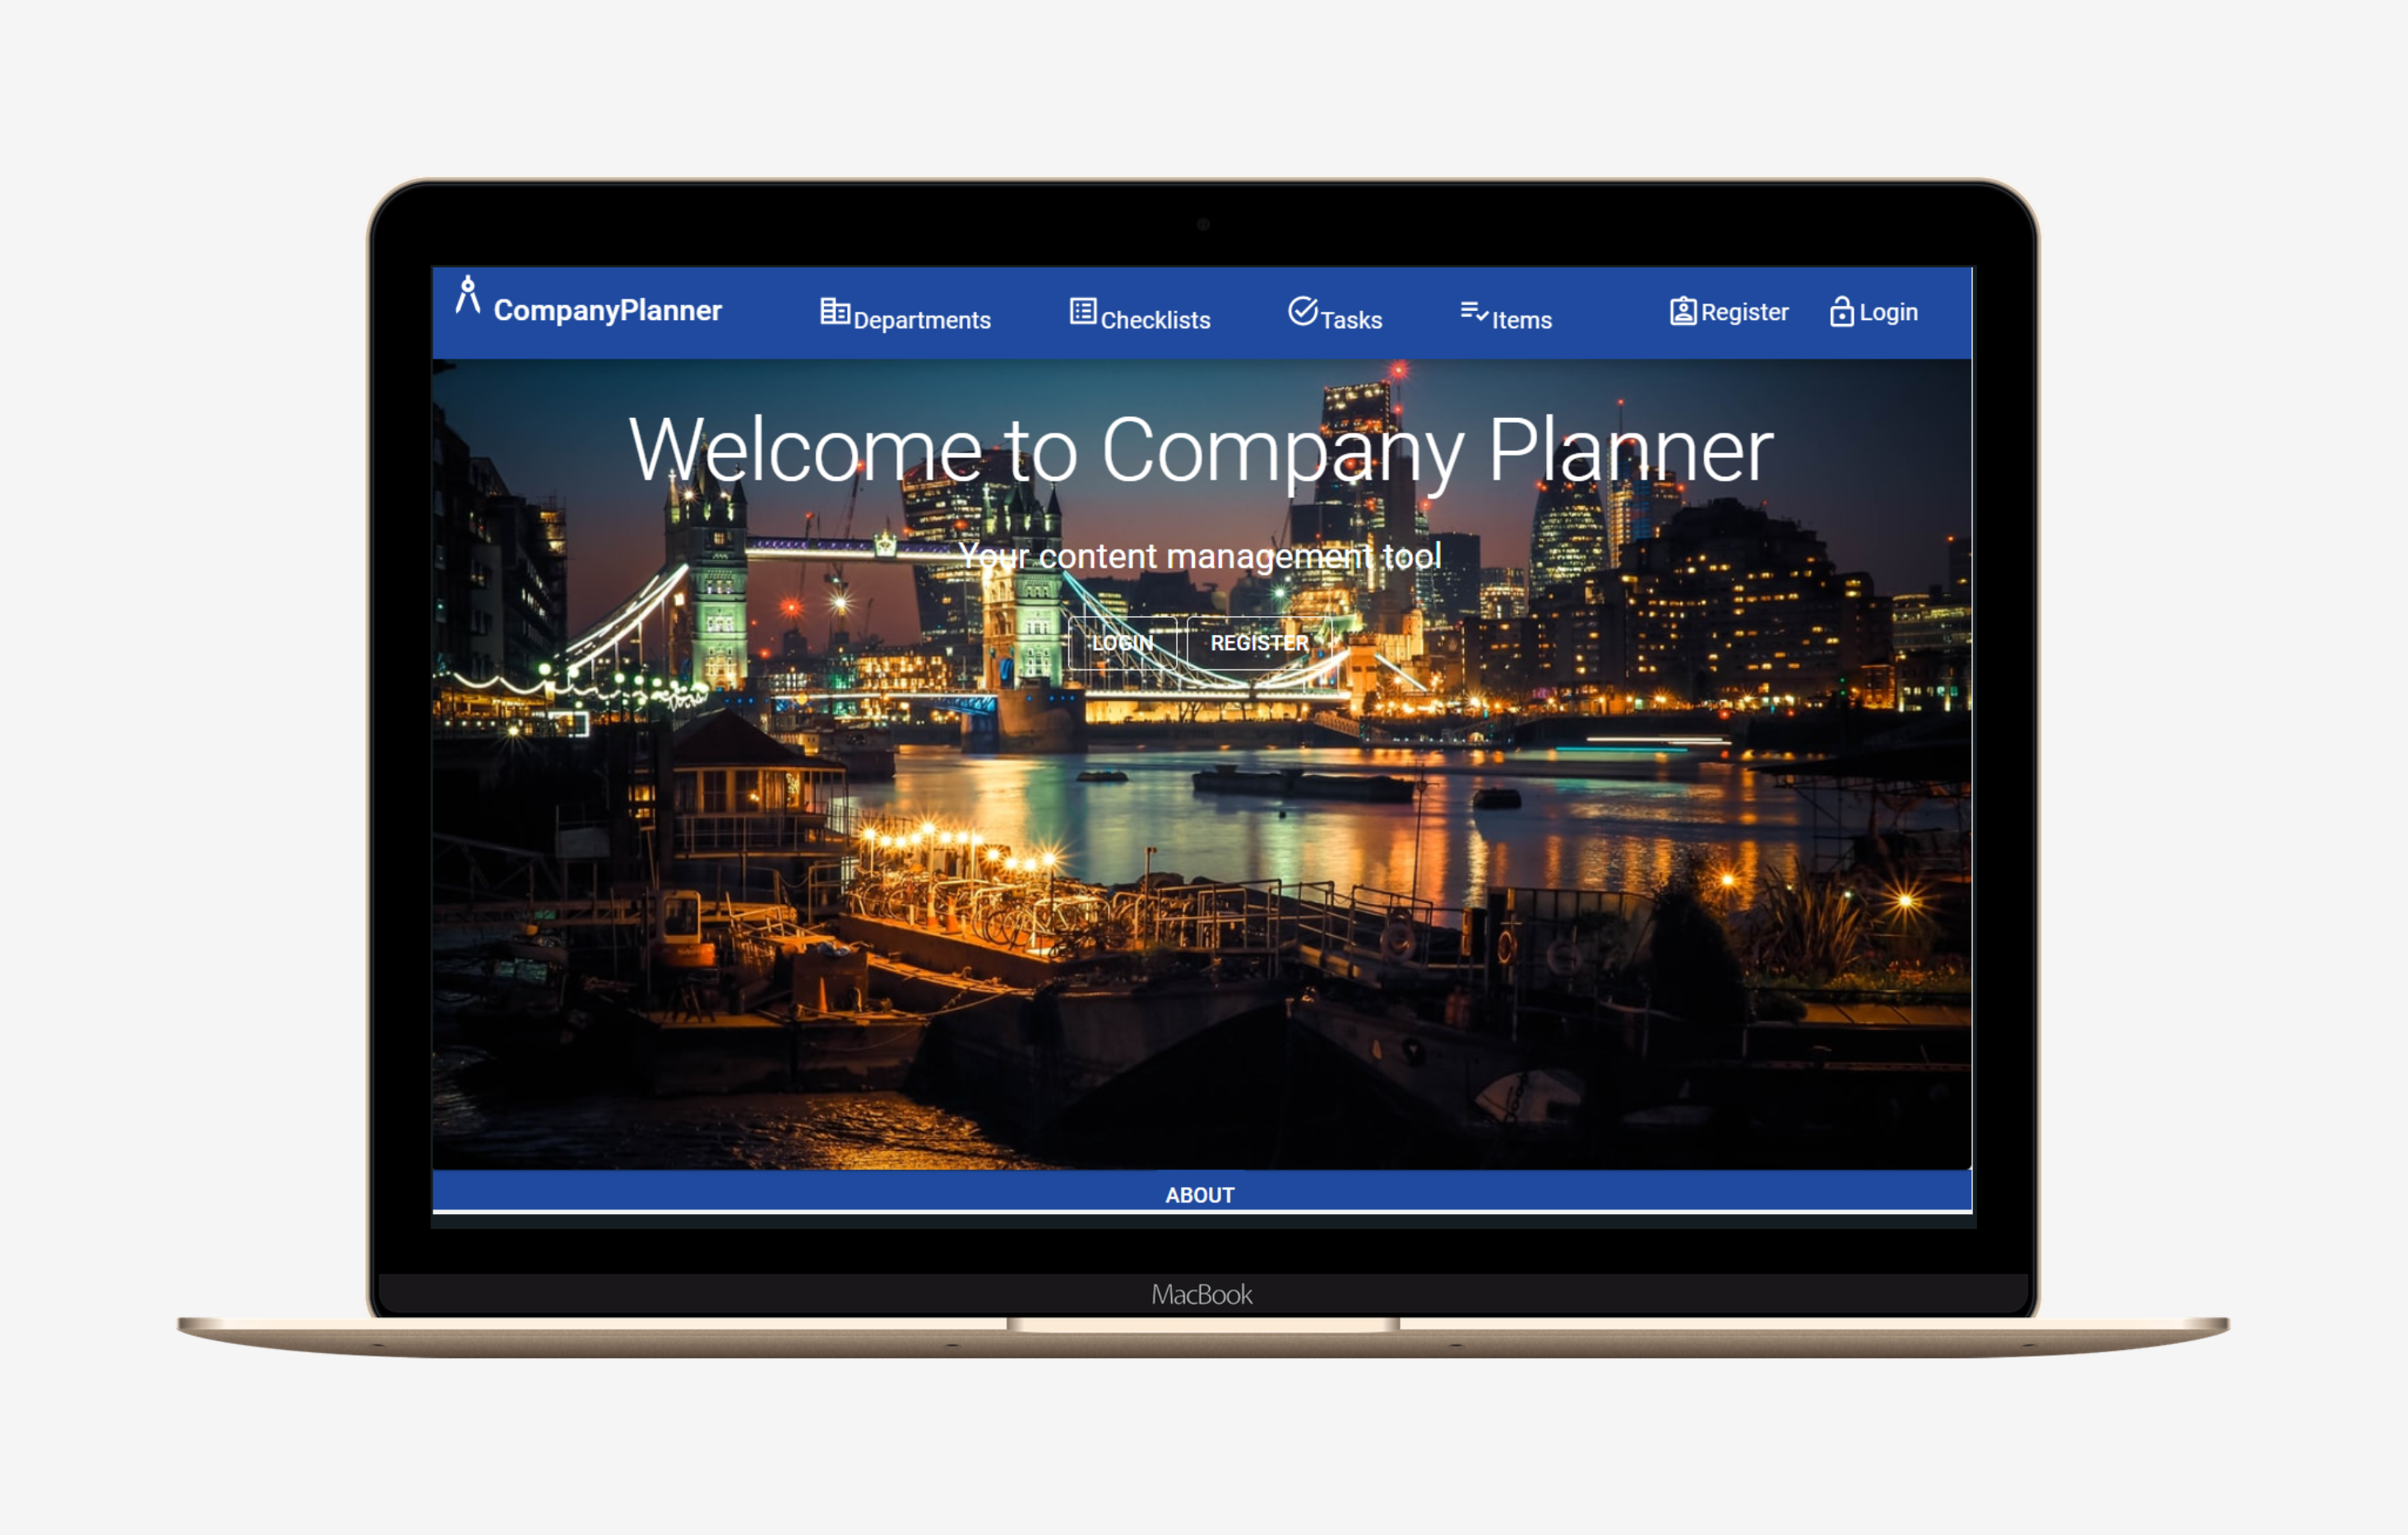 CompanyPlanner Departments Checklists Tasks Items Register Login
Welcome to Company Planner
Your content management tool
LOGIN REGISTER
ABOUT
MacBook